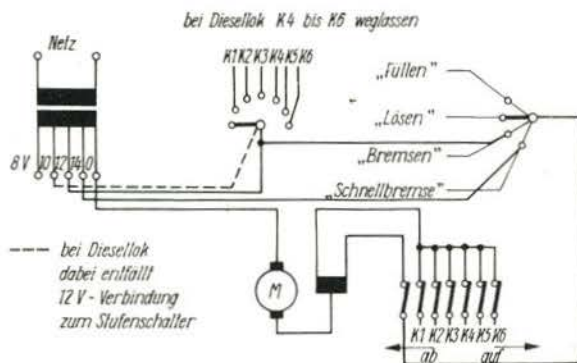 bei Diesellok K4 bis K6 weglassen
Netz
K1 K2 K3 K4 K5 K6
„Füllen"
„Lösen"
„Bremsen"
„Schnellbremse"
8 V 10 12 14 0
--- bei Diesellok
dabei entfällt
12 V - Verbindung
zum Stufenschalter
M
K1 K2 K3 K4 K5 K6
ab auf